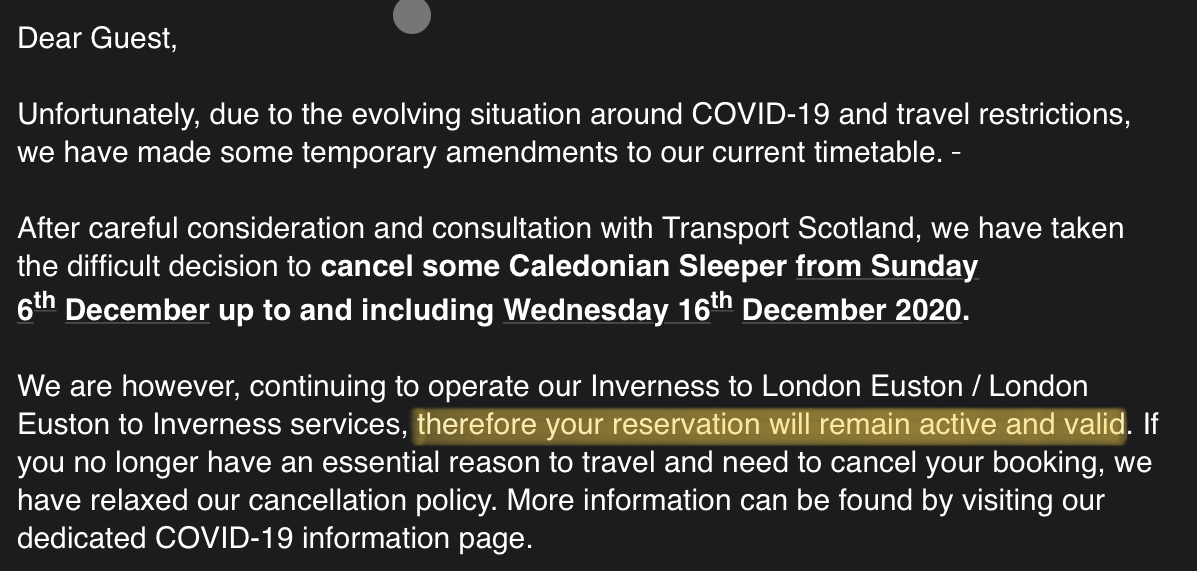 Dear Guest,
Unfortunately, due to the evolving situation around COVID-19 and travel restrictions,
we have made some temporary amendments to our current timetable. -
After careful consideration and consultation with Transport Scotland, we have taken
the difficult decision to cancel some Caledonian Sleeper from Sunday
6th December up to and including Wednesday 16th December 2020.
We are however, continuing to operate our Inverness to London Euston / London
Euston to Inverness services, therefore your reservation will remain active and valid. If
you no longer have an essential reason to travel and need to cancel your booking, we
have relaxed our cancellation policy. More information can be found by visiting our
dedicated COVID-19 information page.